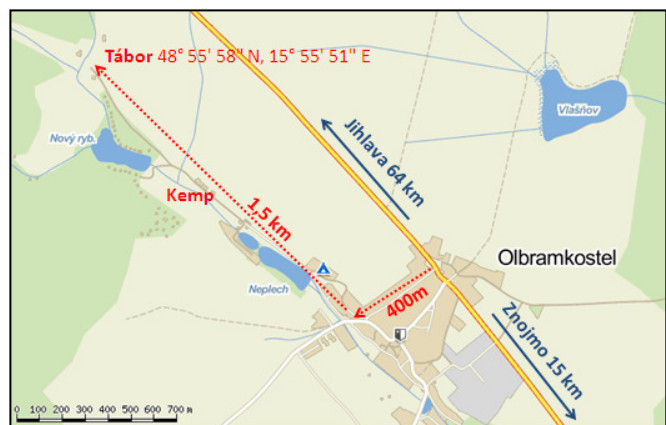 Tábor 48° 55' 58" N, 15° 55' 51" E
Vlašňov
Nový ryb.
Jihlava 64 km
Kemp
1,5 km
Olbramkostel
Neplech
400m
Znojmo 15 km
0 100 200 300 400 500 600 700 m